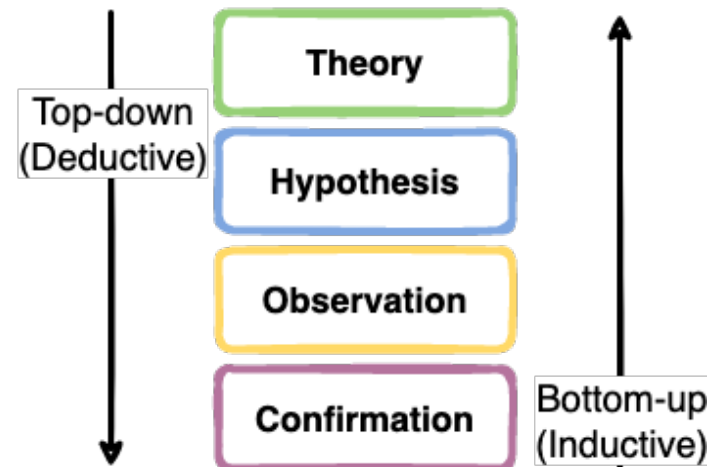 Theory
Top-down
(Deductive)
Hypothesis
Observation
Confirmation
Bottom-up
(Inductive)